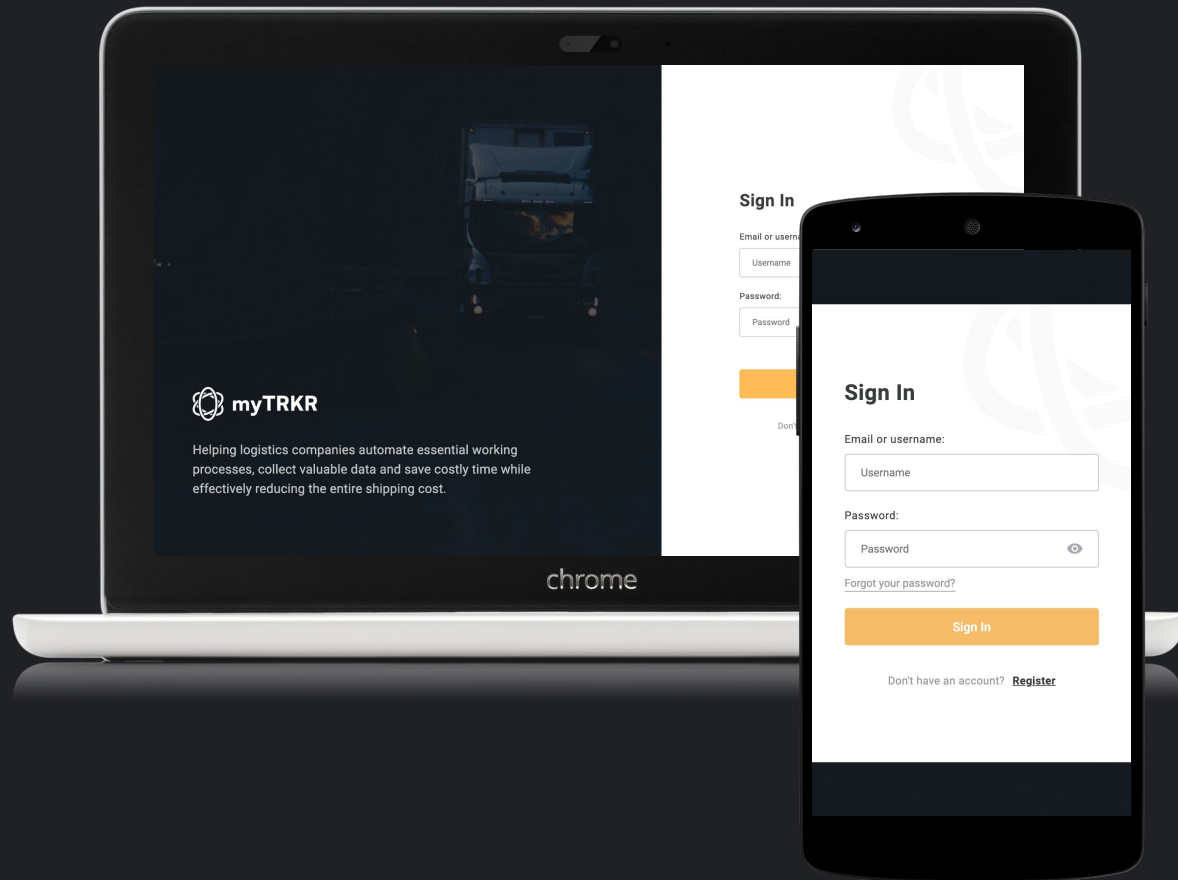 myTRKR
Helping logistics companies automate essential working
processes, collect valuable data and save costly time while
effectively reducing the entire shipping cost.
Sign In
Email or
Username
Password:
Password
chrome
Sign In
Email or username:
Username
Password:
Password
Forgot your password?
Sign In
Don't have an account? Register